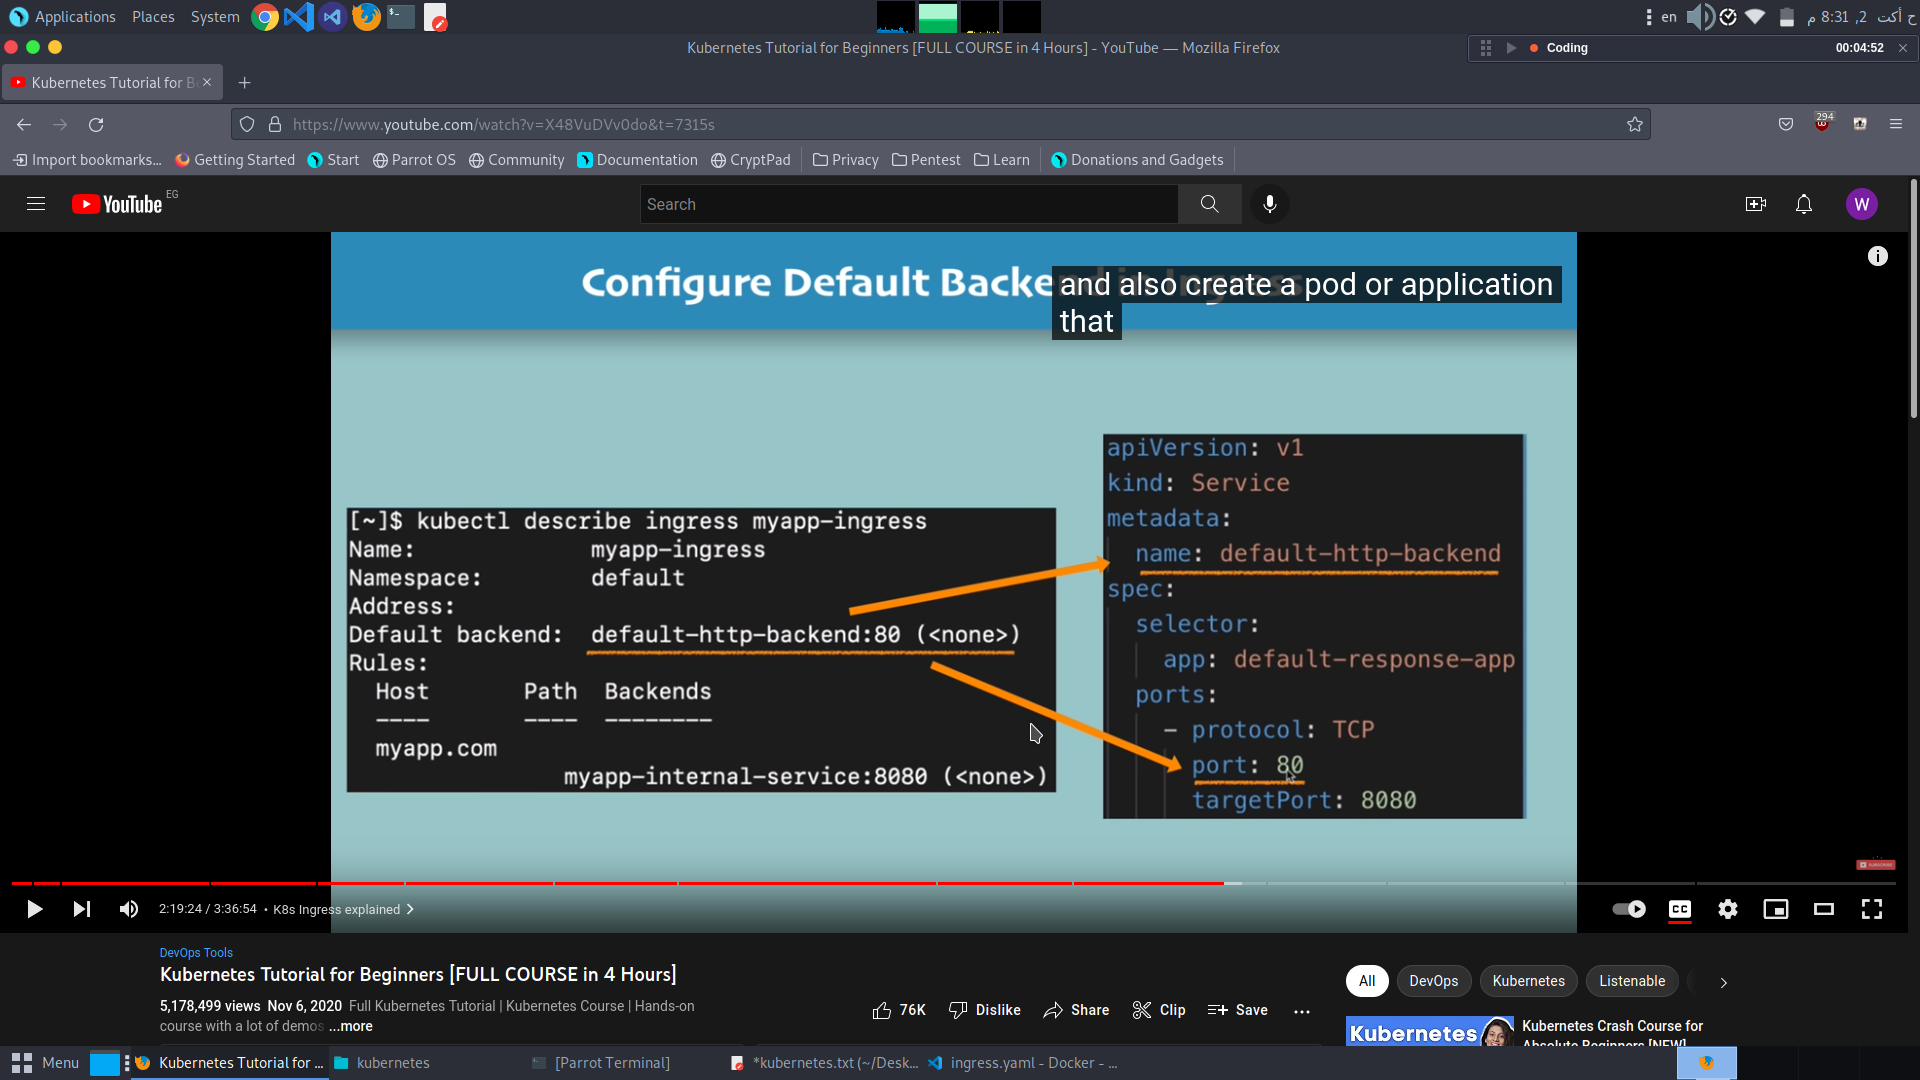 Applications Places System
en
ح أكت 2, 8:31 م
Kubernetes Tutorial for Beginners [FULL COURSE in 4 Hours] - YouTube — Mozilla Firefox
Coding 00:04:52
Kubernetes Tutorial for B
https://www.youtube.com/watch?v=X48VuDVv0do&t=7315s
294
Import bookmarks... Getting Started Start Parrot OS Community Documentation CryptPad Privacy Pentest Learn Donations and Gadgets
YouTube EG
Search
W
Configure Default Backend in Ingress
and also create a pod or application
that
[~]$ kubectl describe ingress myapp-ingress
Name: myapp-ingress
Namespace: default
Address:
Default backend: default-http-backend:80 (<none>)
Rules:
Host Path Backends
---- ---- --------
myapp.com
myapp-internal-service:8080 (<none>)
apiVersion: v1
kind: Service
metadata:
name: default-http-backend
spec:
selector:
app: default-response-app
ports:
- protocol: TCP
port: 80
targetPort: 8080
SUBSCRIBE
2:19:24 / 3:36:54 • K8s Ingress explained
CC
DevOps Tools
Kubernetes Tutorial for Beginners [FULL COURSE in 4 Hours]
5,178,499 views Nov 6, 2020 Full Kubernetes Tutorial | Kubernetes Course | Hands-on
course with a lot of demos ...more
76K Dislike Share Clip Save
All DevOps Kubernetes Listenable
Kubernetes
Kubernetes Crash Course for
Absolute Beginners [NEW]
Menu Kubernetes Tutorial for ... kubernetes [Parrot Terminal] *kubernetes.txt (~/Desk... ingress.yaml - Docker - ...